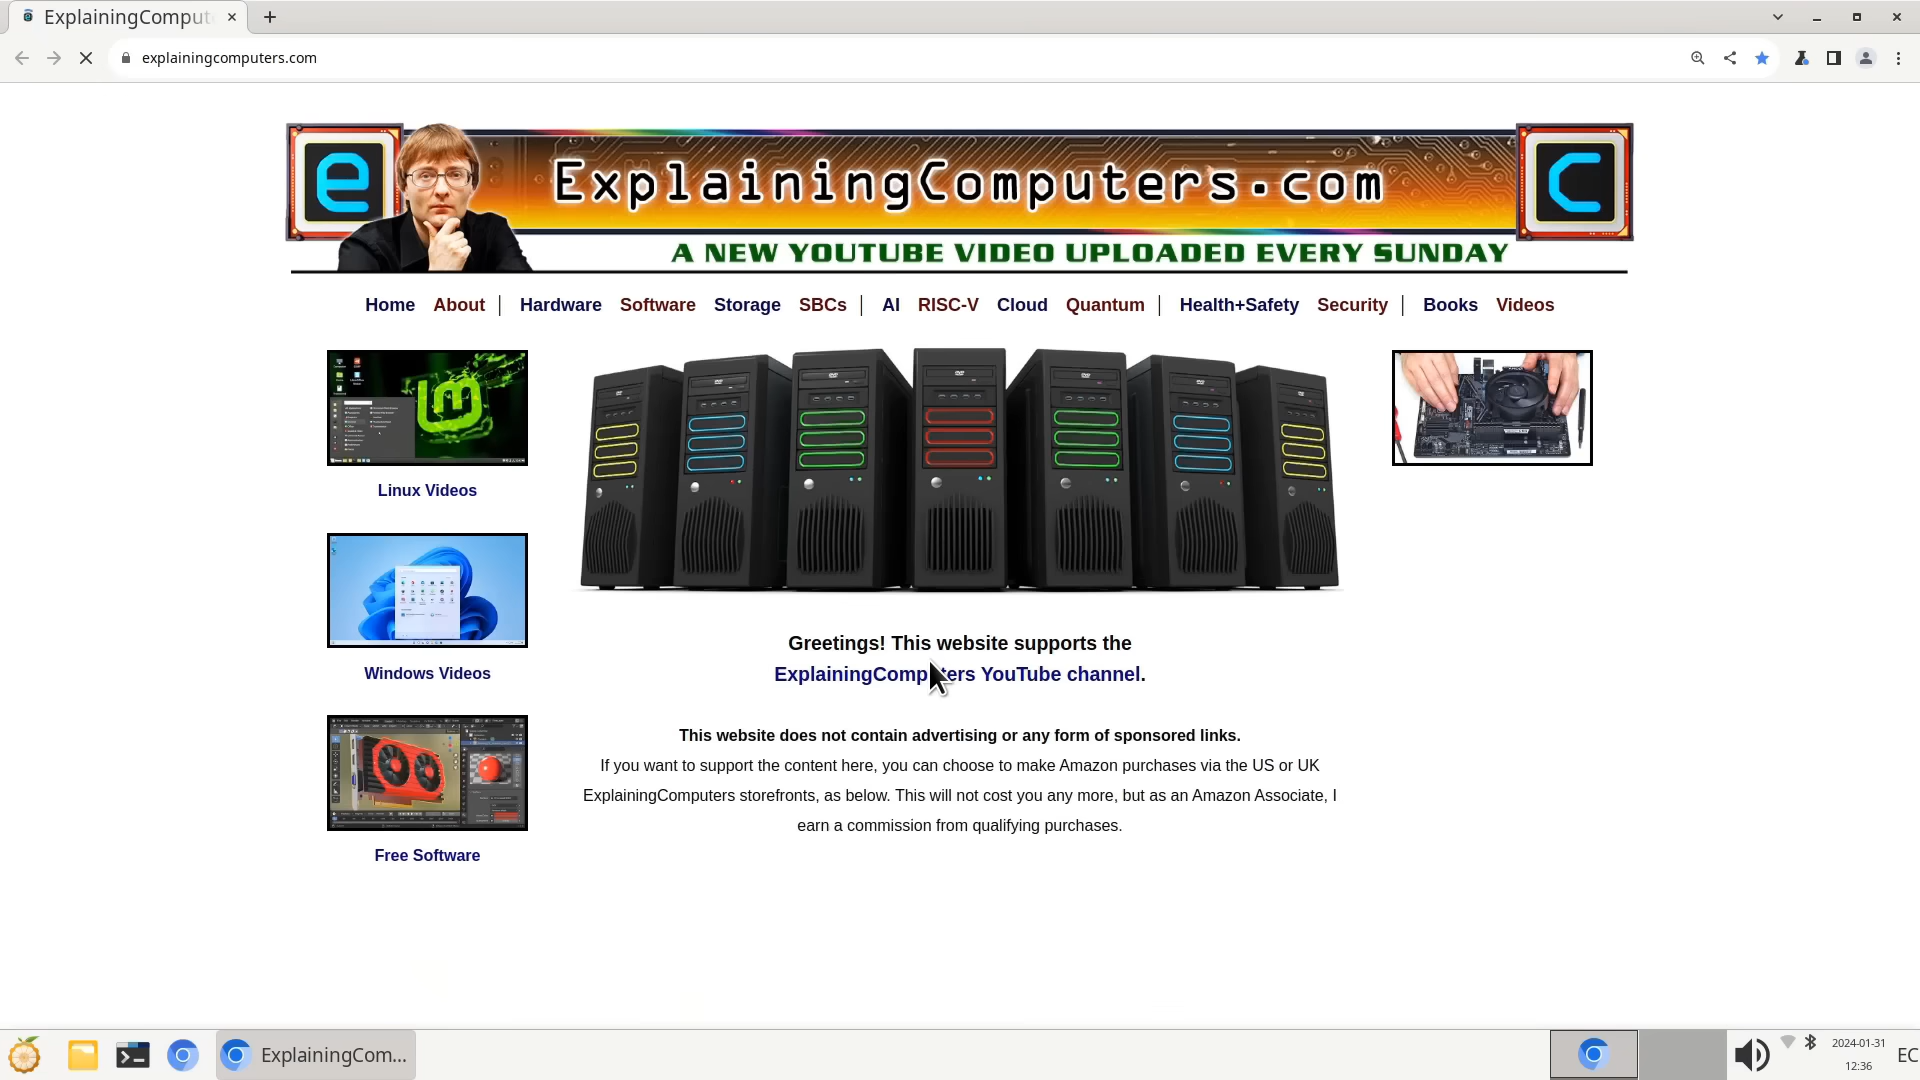 ExplainingComput
explainingcomputers.com
e
ExplainingComputers.com
C
A NEW YOUTUBE VIDEO UPLOADED EVERY SUNDAY
Home About | Hardware Software Storage SBCs | AI RISC-V Cloud Quantum | Health+Safety Security | Books Videos
Linux Videos
Windows Videos
Free Software
Greetings! This website supports the
ExplainingComputers YouTube channel.
This website does not contain advertising or any form of sponsored links.
If you want to support the content here, you can choose to make Amazon purchases via the US or UK
ExplainingComputers storefronts, as below. This will not cost you any more, but as an Amazon Associate, I
earn a commission from qualifying purchases.
ExplainingCom...
2024-01-31
12:36
EC